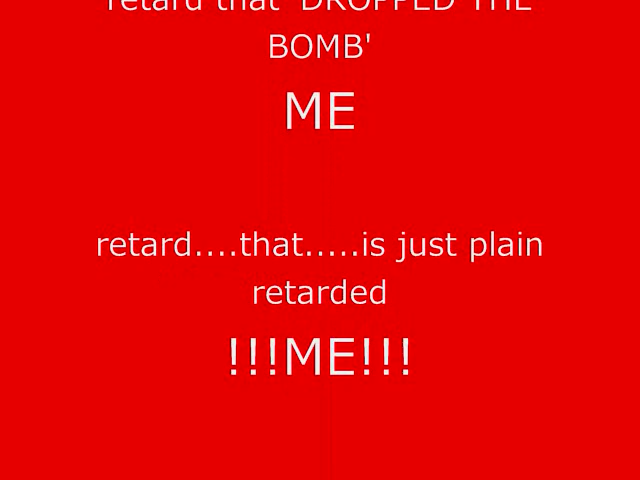 retard that 'DROPPED THE
BOMB'
ME
retard....that.....is just plain
retarded
!!!ME!!!